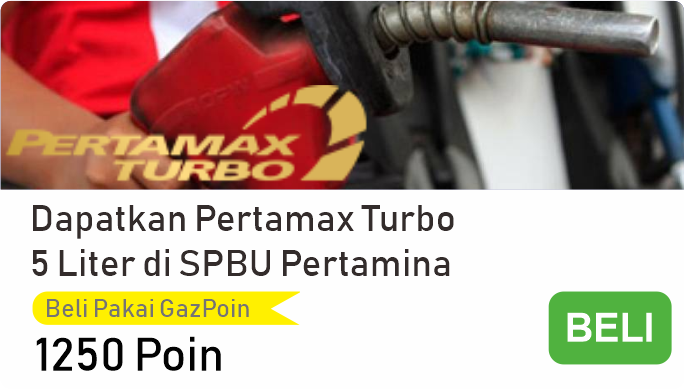 PERTAMAX
TURBO
Dapatkan Pertamax Turbo
5 Liter di SPBU Pertamina
Beli Pakai GazPoin
1250 Poin
BELI